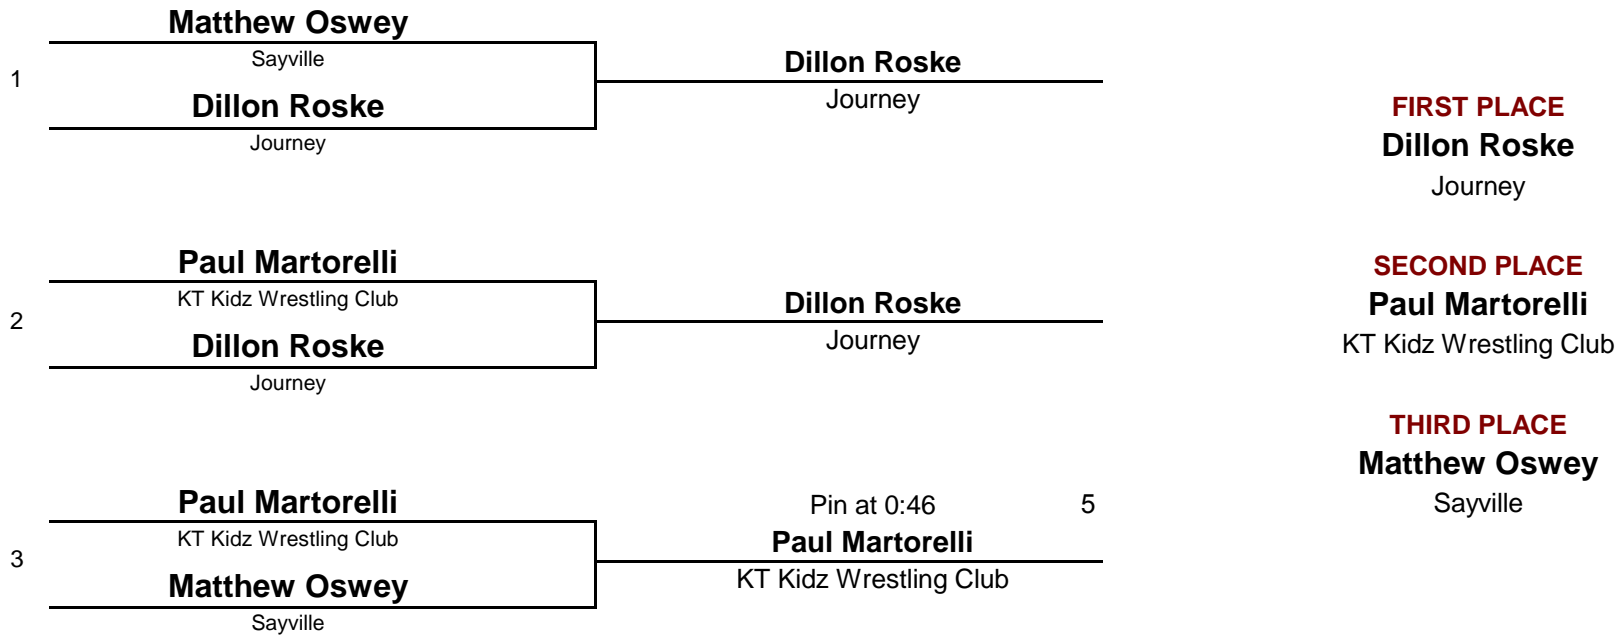 1
Matthew Oswey
Sayville
Dillon Roske
Journey
Dillon Roske
Journey
2
Paul Martorelli
KT Kidz Wrestling Club
Dillon Roske
Journey
Dillon Roske
Journey
3
Paul Martorelli
KT Kidz Wrestling Club
Matthew Oswey
Sayville
Pin at 0:46 5
Paul Martorelli
KT Kidz Wrestling Club
FIRST PLACE
Dillon Roske
Journey
SECOND PLACE
Paul Martorelli
KT Kidz Wrestling Club
THIRD PLACE
Matthew Oswey
Sayville